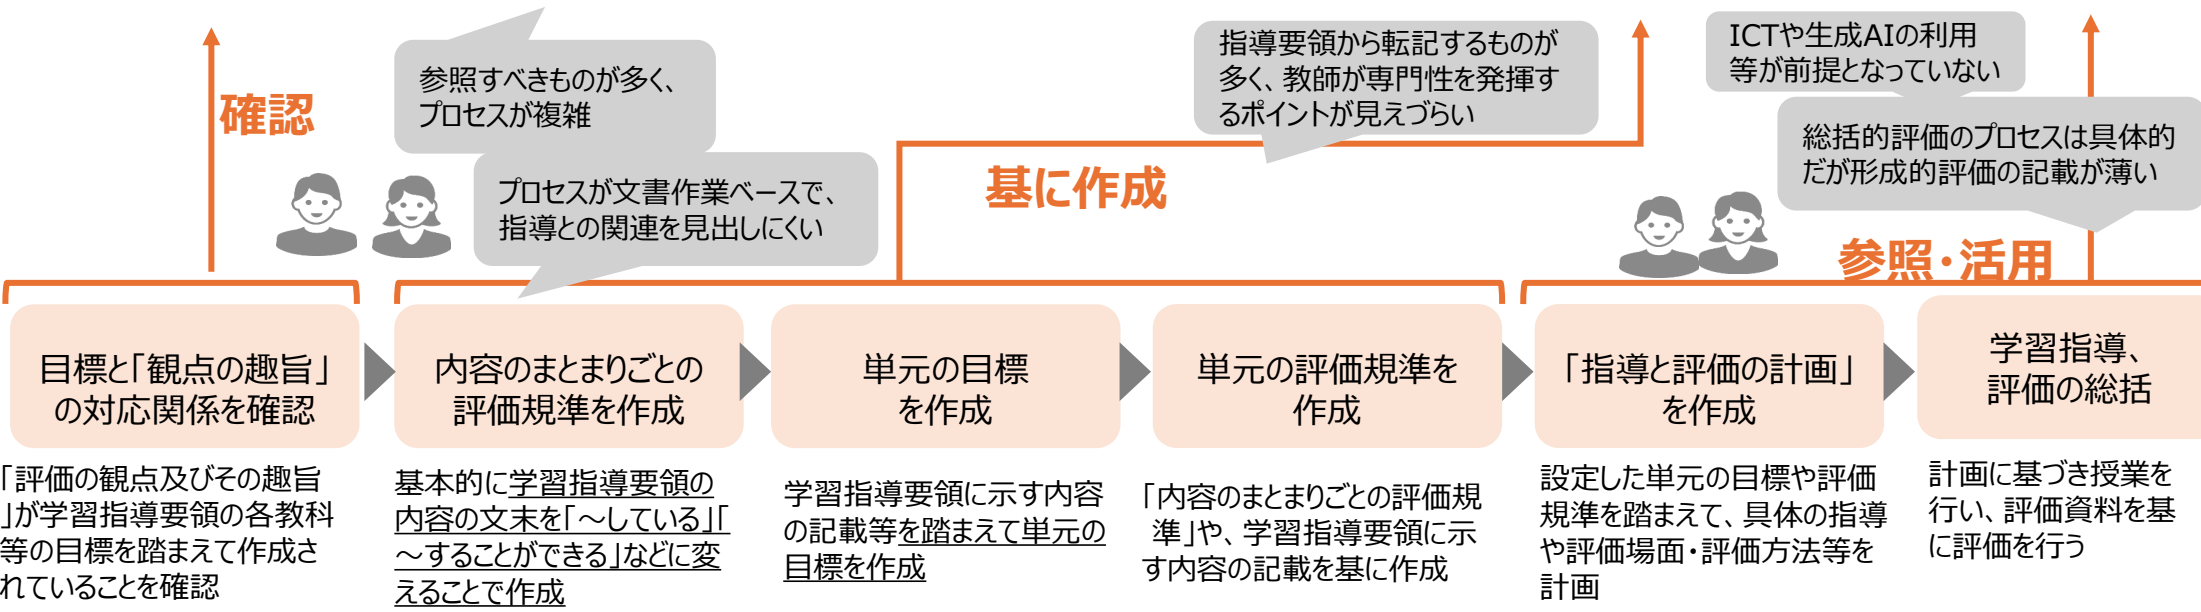 確認
参照すべきものが多く、
プロセスが複雑
プロセスが文書作業ベースで、
指導との関連を見出しにくい
基に作成
指導要領から転記するものが
多く、教師が専門性を発揮す
るポイントが見えづらい
ICTや生成AIの利用
等が前提となっていない
総括的評価のプロセスは具体的
だが形成的評価の記載が薄い
参照・活用
目標と「観点の趣旨」
の対応関係を確認
内容のまとまりごとの
評価規準を作成
単元の目標
を作成
単元の評価規準を
作成
「指導と評価の計画」
を作成
学習指導、
評価の総括
「評価の観点及びその趣旨
」が学習指導要領の各教科
等の目標を踏まえて作成さ
れていることを確認
基本的に学習指導要領の
内容の文末を「～している」「
～することができる」などに変
えることで作成
学習指導要領に示す内容
の記載等を踏まえて単元の
目標を作成
「内容のまとまりごとの評価規
準」や、学習指導要領に示
す内容の記載を基に作成
設定した単元の目標や評価
規準を踏まえて、具体の指導
や評価場面・評価方法等を
計画
計画に基づき授業を
行い、評価資料を基
に評価を行う